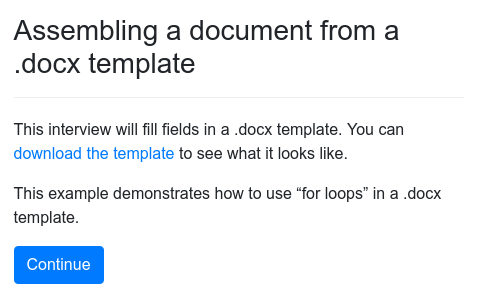 Assembling a document from a
.docx template
This interview will fill fields in a .docx template. You can
download the template to see what it looks like.
This example demonstrates how to use “for loops” in a .docx
template.
Continue